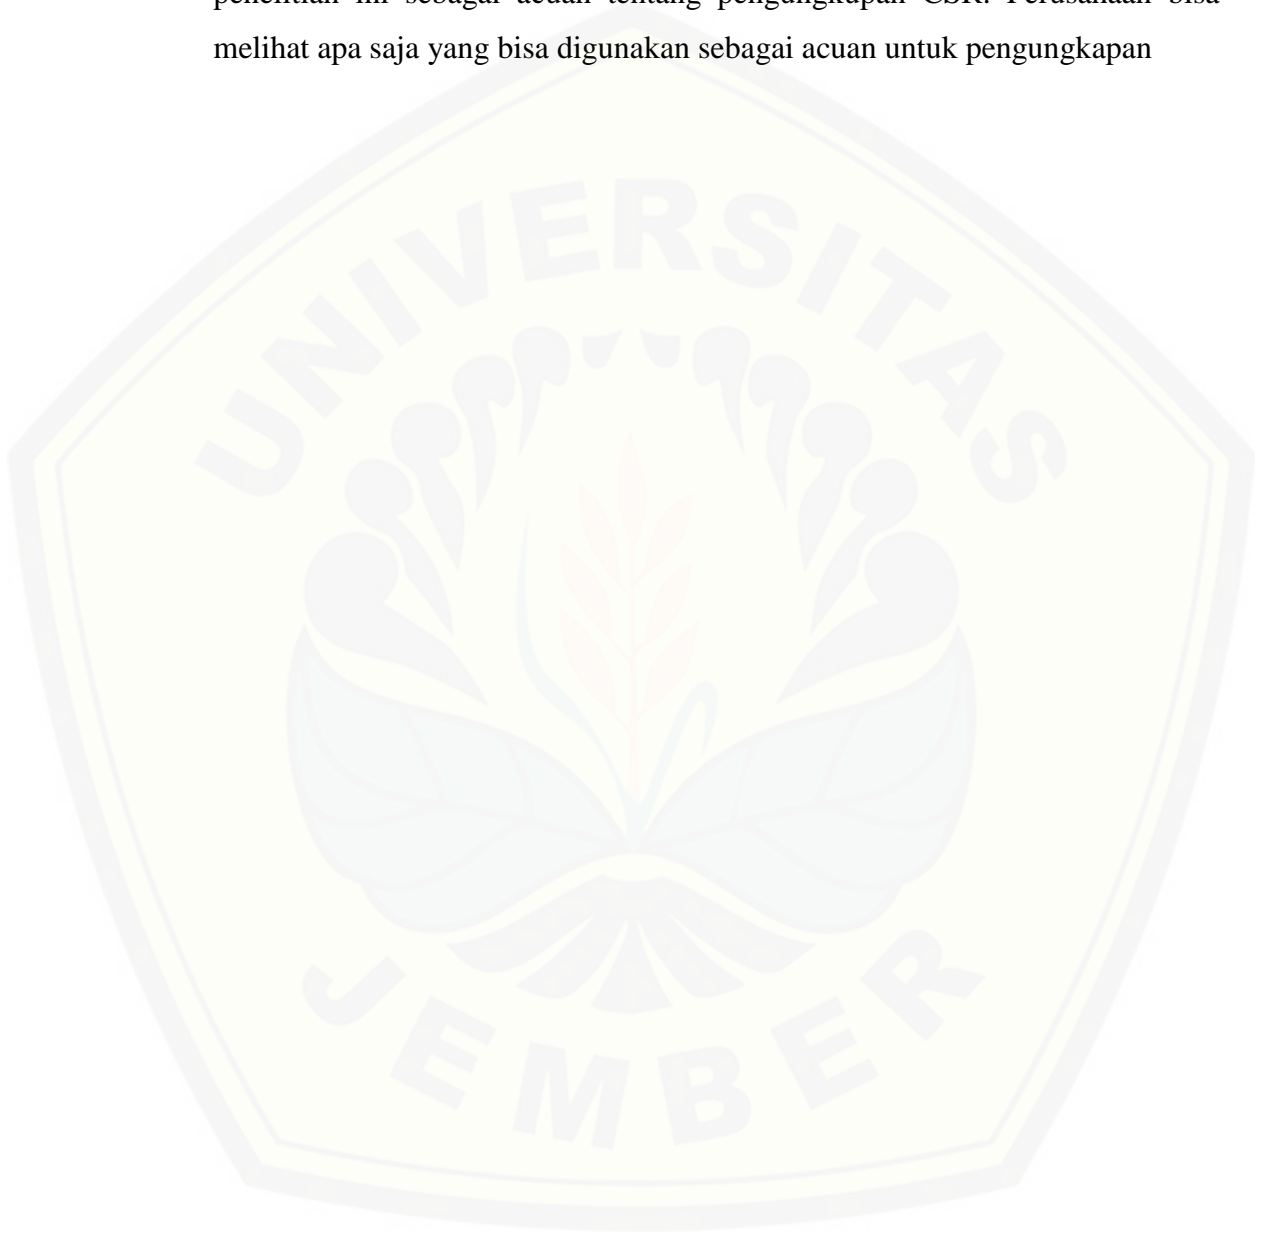 penelitian ini sebagai acuan tentang pengungkupan CSR. Perusahaan bisa
melihat apa saja yang bisa digunakan sebagai acuan untuk pengungkapan
UNIVERSITAS
JEMBER